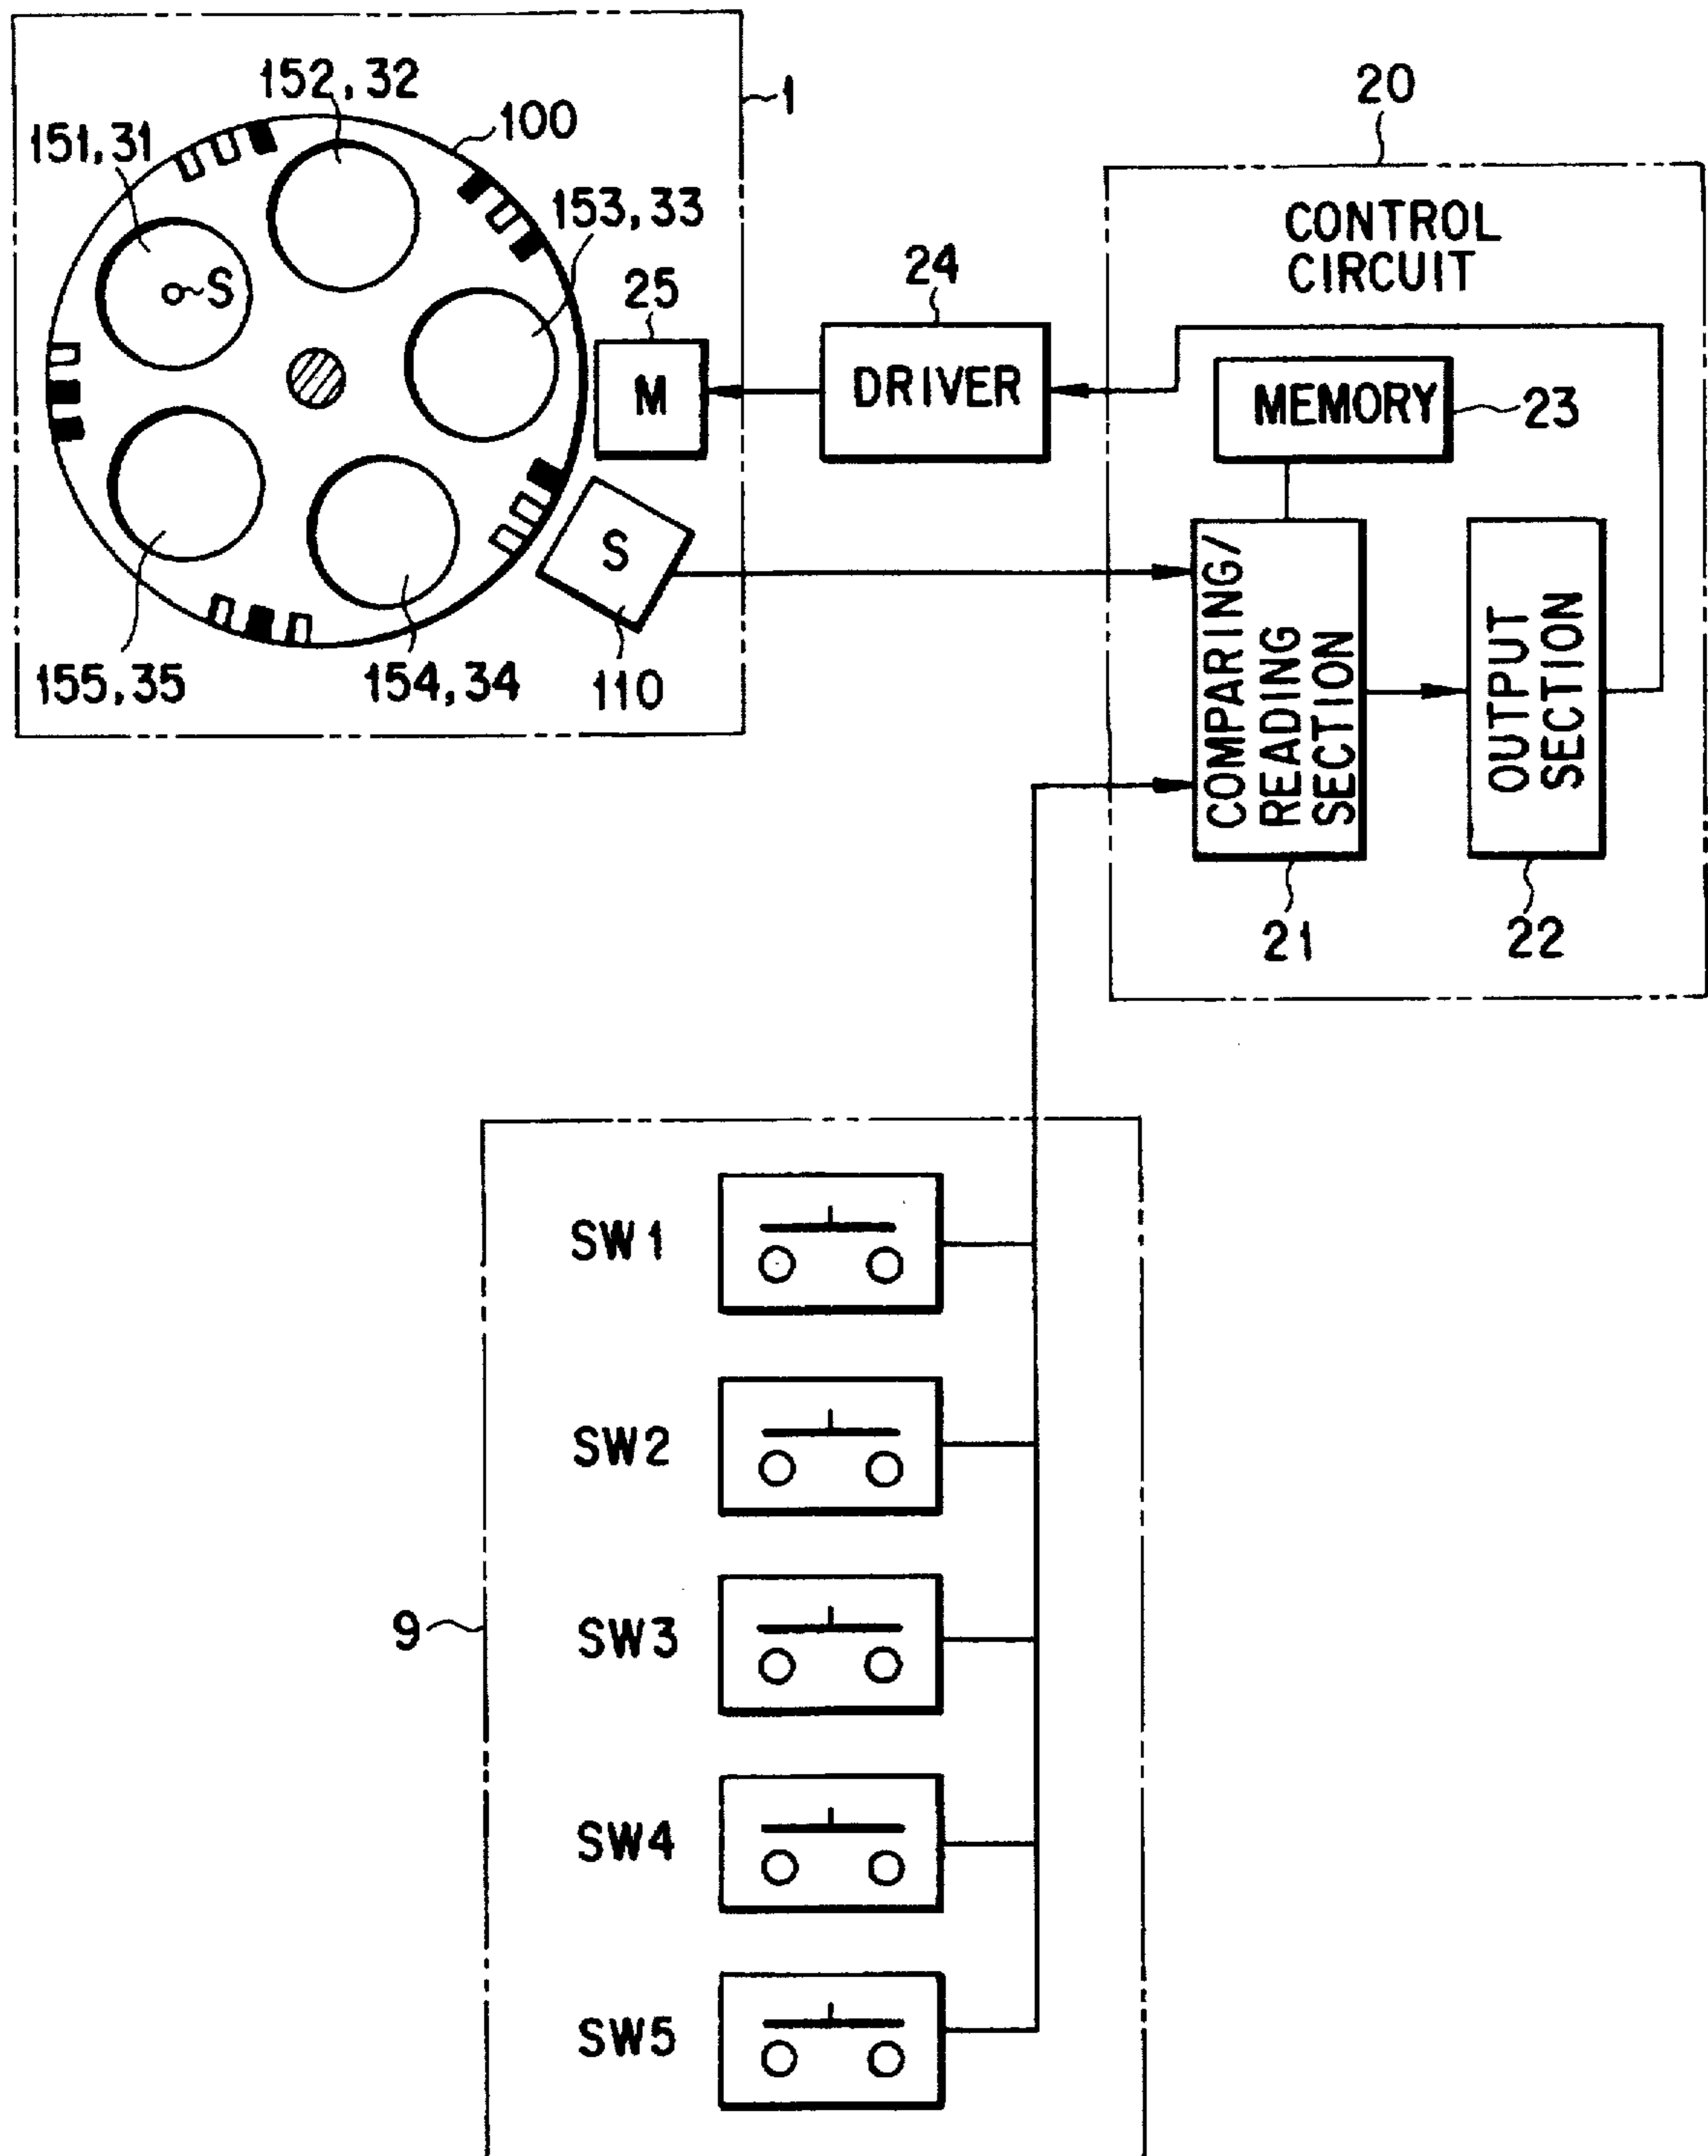 152,32
1
20
151,31
100
153,33
CONTROL
CIRCUIT
24
25
S
M
DRIVER
MEMORY
23
S
COMPARING/
READING
SECTION
OUTPUT
SECTION
155,35
154,34
110
21
22
SW1
SW2
9
SW3
SW4
SW5